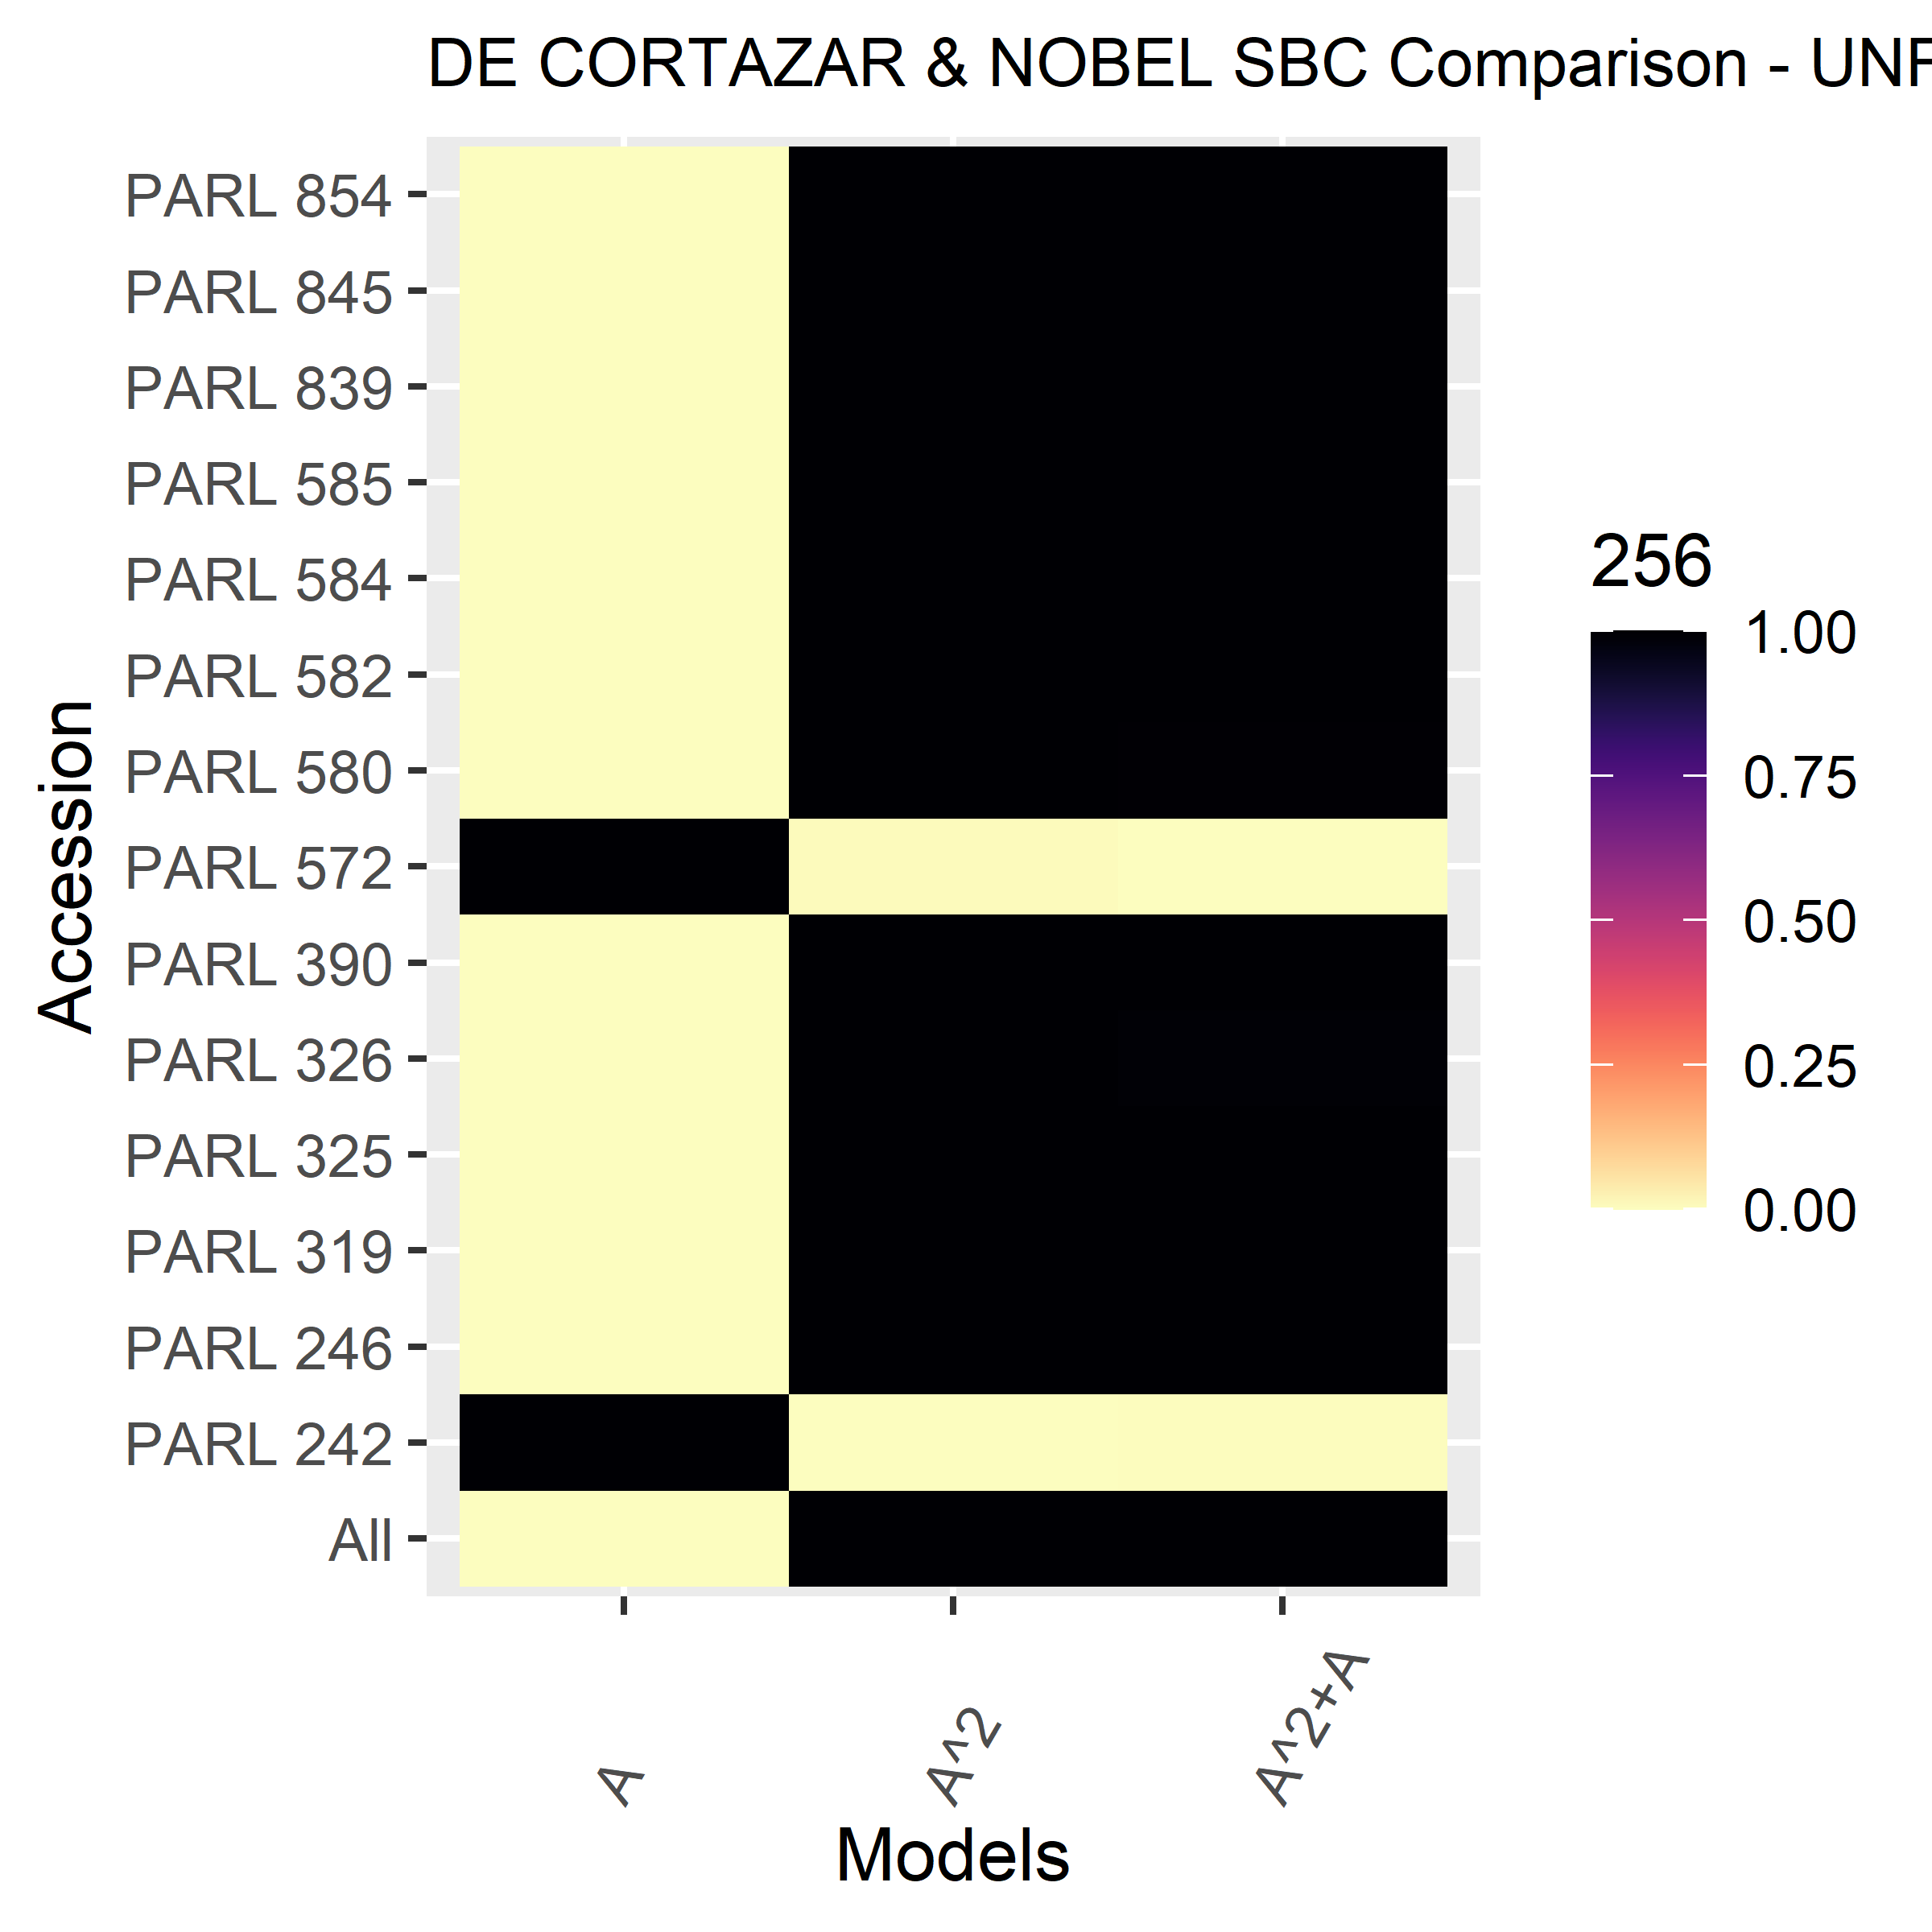 DE CORTAZAR & NOBEL SBC Comparison - UNF
PARL 854
PARL 845
PARL 839
PARL 585
PARL 584
PARL 582
PARL 580
PARL 572
PARL 390
PARL 326
PARL 325
PARL 319
PARL 246
PARL 242
All
Accession
A
A^2
A^2+A
Models
256
1.00
0.75
0.50
0.25
0.00